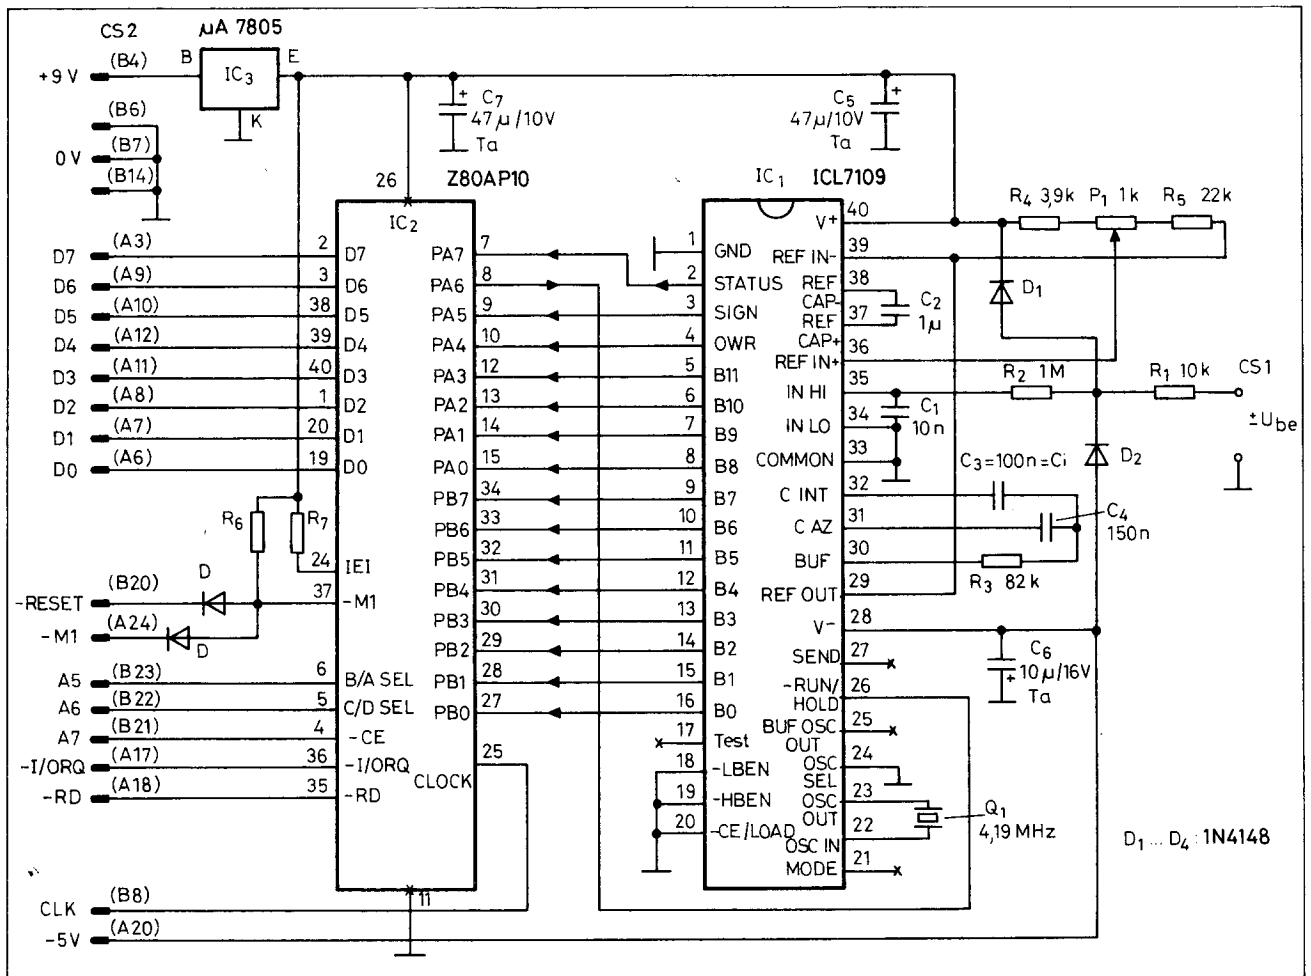 CS2
µA 7805
+9V (B4) B IC3 E
K
(B6)
0V (B7)
(B14)
C7
47µ/10V
Ta
C5
47µ/10V
Ta
26 Z80AP10
IC2
IC1 ICL7109
D7 (A3) 2 D7
D6 (A9) 3 D6
D5 (A10) 38 D5
D4 (A12) 39 D4
D3 (A11) 40 D3
D2 (A8) 1 D2
D1 (A7) 20 D1
D0 (A6) 19 D0
R6
R7
24 IEI
-RESET (B20) D 37 -M1
-M1 (A24) D
A5 (B23) 6 B/A SEL
A6 (B22) 5 C/D SEL
A7 (B21) 4 -CE
-I/ORQ (A17) 36 -I/ORQ
-RD (A18) 35 -RD
CLK (B8)
-5V (A20)
11
PA7 7
PA6 8
PA5 9
PA4 10
PA3 12
PA2 13
PA1 14
PA0 15
PB7 34
PB6 33
PB5 32
PB4 31
PB3 30
PB2 29
PB1 28
PB0 27
CLOCK 25
1 GND
2 STATUS
3 SIGN
4 OWR
5 B11
6 B10
7 B9
8 B8
9 B7
10 B6
11 B5
12 B4
13 B3
14 B2
15 B1
16 B0
17 Test
18 -LBEN
19 -HBEN
20 -CE/LOAD
V+ 40
REF IN- 39
REF CAP- 38
REF CAP+ 37
REF IN+ 36
IN HI 35
IN LO 34
COMMON 33
C INT 32
C AZ 31
BUF 30
REF OUT 29
V- 28
SEND 27
-RUN/HOLD 26
BUF OSC OUT 25
OSC SEL 24
OSC OUT 23
OSC IN 22
MODE 21
R4 3,9k P1 1k R5 22k
D1
C2
1µ
R2 1M
R1 10k
CS1
±Ube
C1
10n
D2
C3=100n=Ci
C4
150n
R3 82k
C6
10µ/16V
Ta
Q1
4,19 MHz
D1...D4: 1N4148